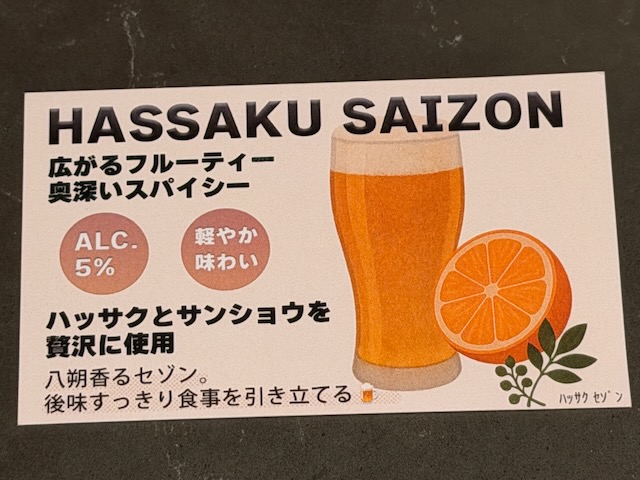 HASSAKU SAIZON
広がるフルーティー
奥深いスパイシー
ALC.
5%
軽やか
味わい
ハッサクとサンショウを
贅沢に使用
八朔香るセゾン。
後味すっきり食事を引き立てる🍺
ﾊｯｻｸ ｾｿﾞﾝ